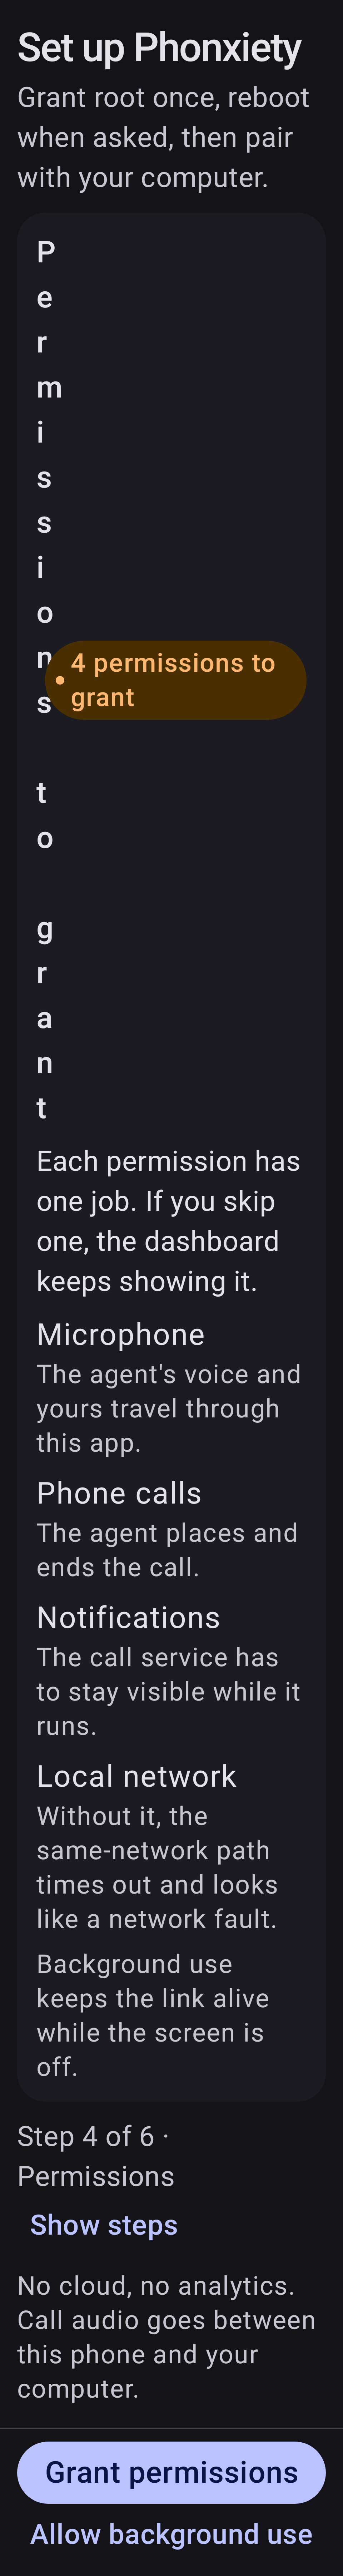 Set up Phonxiety
Grant root once, reboot
when asked, then pair
with your computer.
P
e
r
m
i
s
s
i
o
n
s
t
o
g
r
a
n
t
4 permissions to
grant
Each permission has
one job. If you skip
one, the dashboard
keeps showing it.
Microphone
The agent's voice and
yours travel through
this app.
Phone calls
The agent places and
ends the call.
Notifications
The call service has
to stay visible while it
runs.
Local network
Without it, the
same-network path
times out and looks
like a network fault.
Background use
keeps the link alive
while the screen is
off.
Step 4 of 6 ·
Permissions
Show steps
No cloud, no analytics.
Call audio goes between
this phone and your
computer.
Grant permissions
Allow background use